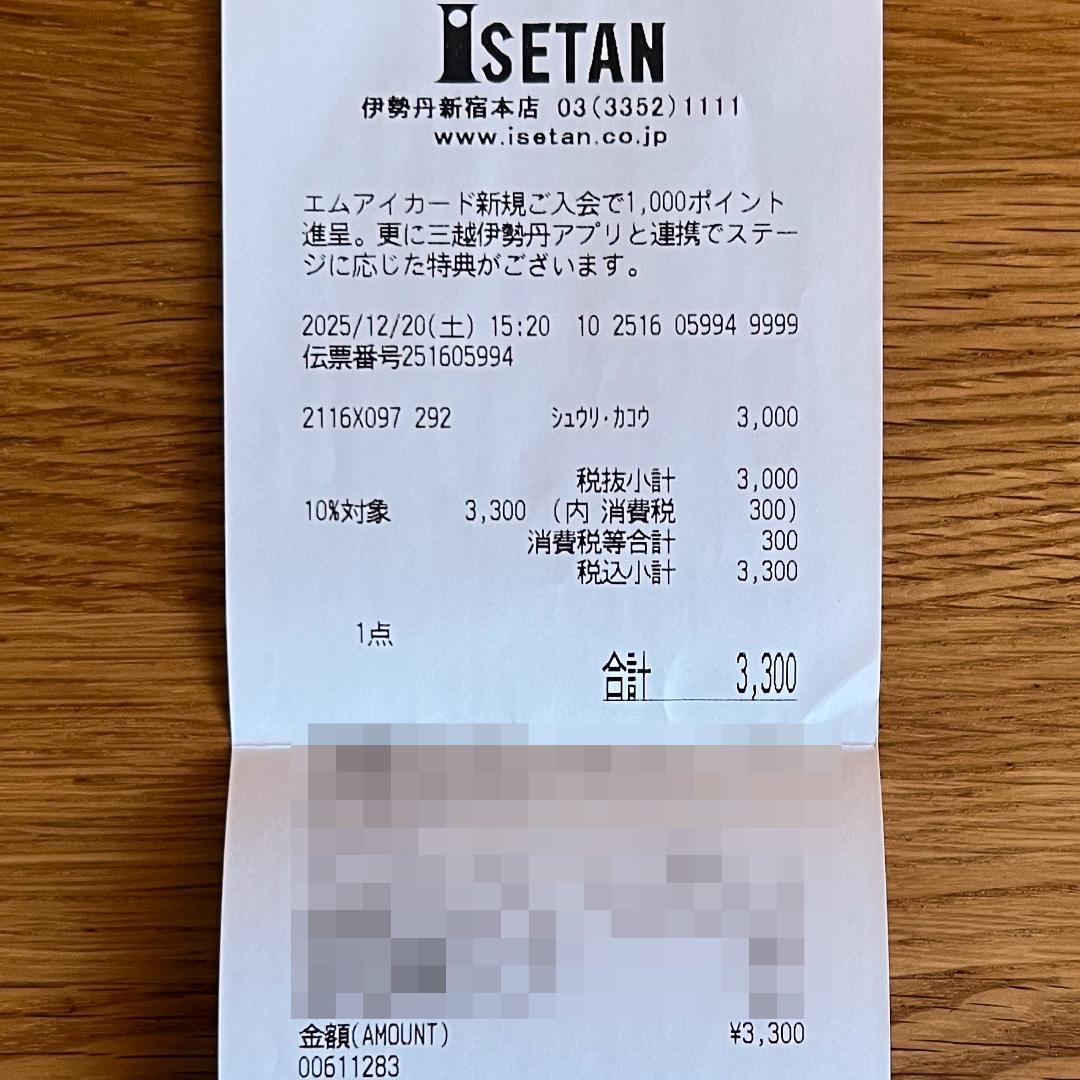 ISETAN
伊勢丹新宿本店 03(3352)1111
www.isetan.co.jp
エムアイカード新規ご入会で1,000ポイント
進呈。更に三越伊勢丹アプリと連携でステー
ジに応じた特典がございます。
2025/12/20(土) 15:20 10 2516 05994 9999
伝票番号251605994
2116X097 292 シュウリ・カコウ 3,000
税抜小計 3,000
10%対象 3,300 (内 消費税 300)
消費税等合計 300
税込小計 3,300
1点
合計 3,300
金額(AMOUNT) ¥3,300
00611283